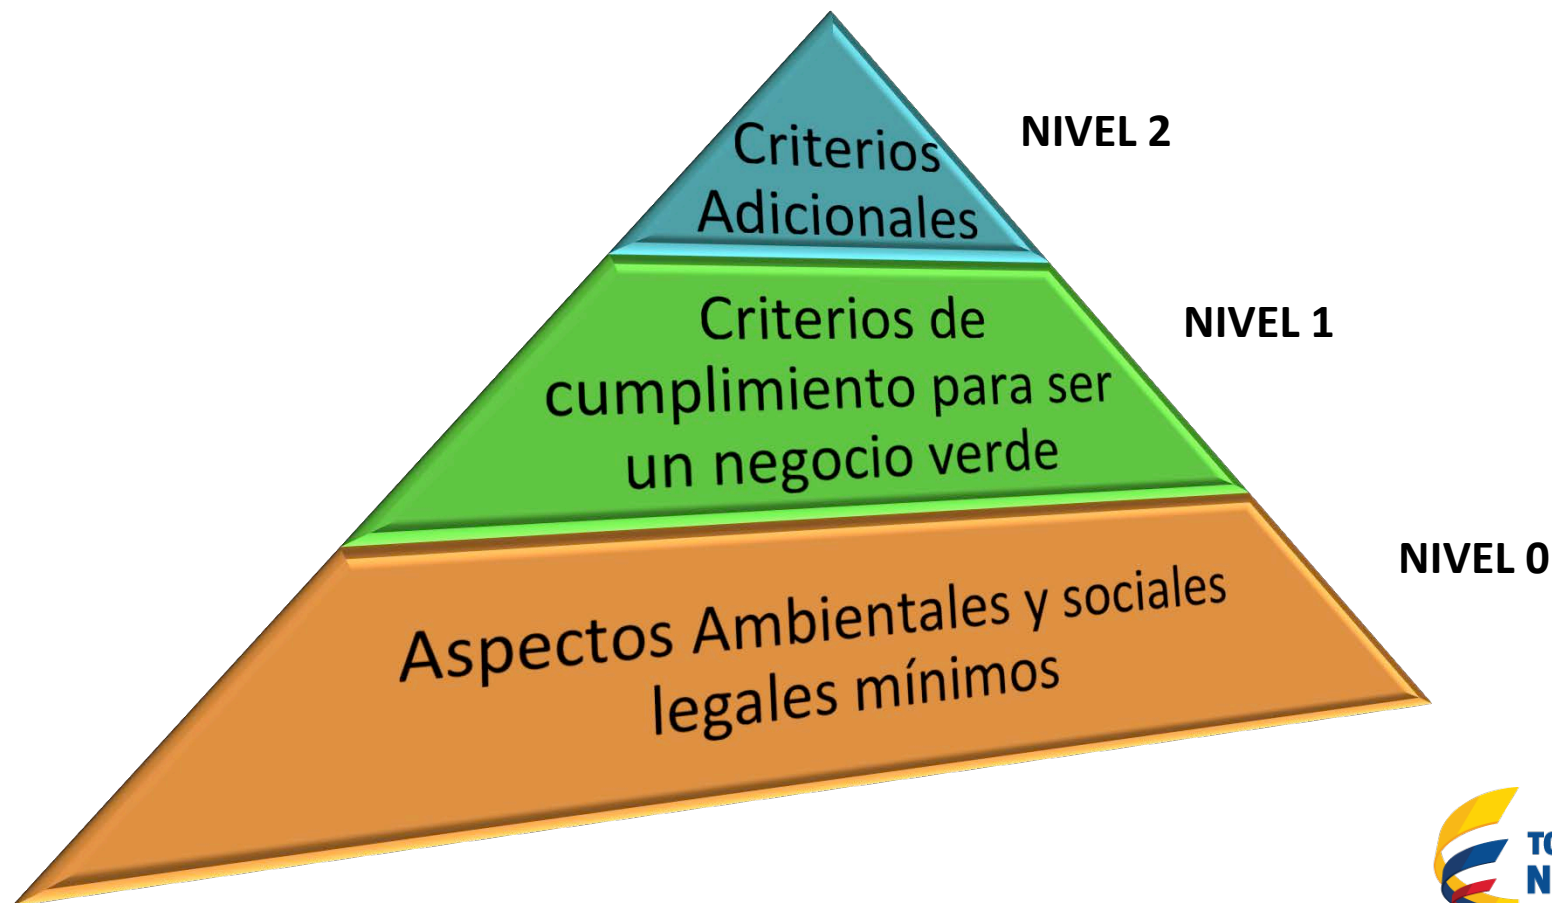 Criterios
Adicionales
NIVEL 2
Criterios de
cumplimiento para ser
un negocio verde
NIVEL 1
Aspectos Ambientales y sociales
legales mínimos
NIVEL 0